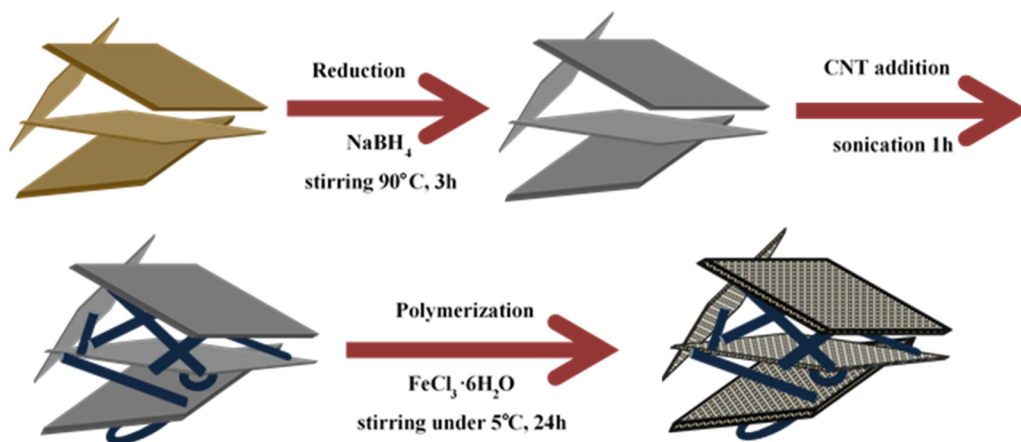 Reduction
NaBH₄
stirring 90°C, 3h
CNT addition
sonication 1h
Polymerization
FeCl₃·6H₂O
stirring under 5℃, 24h